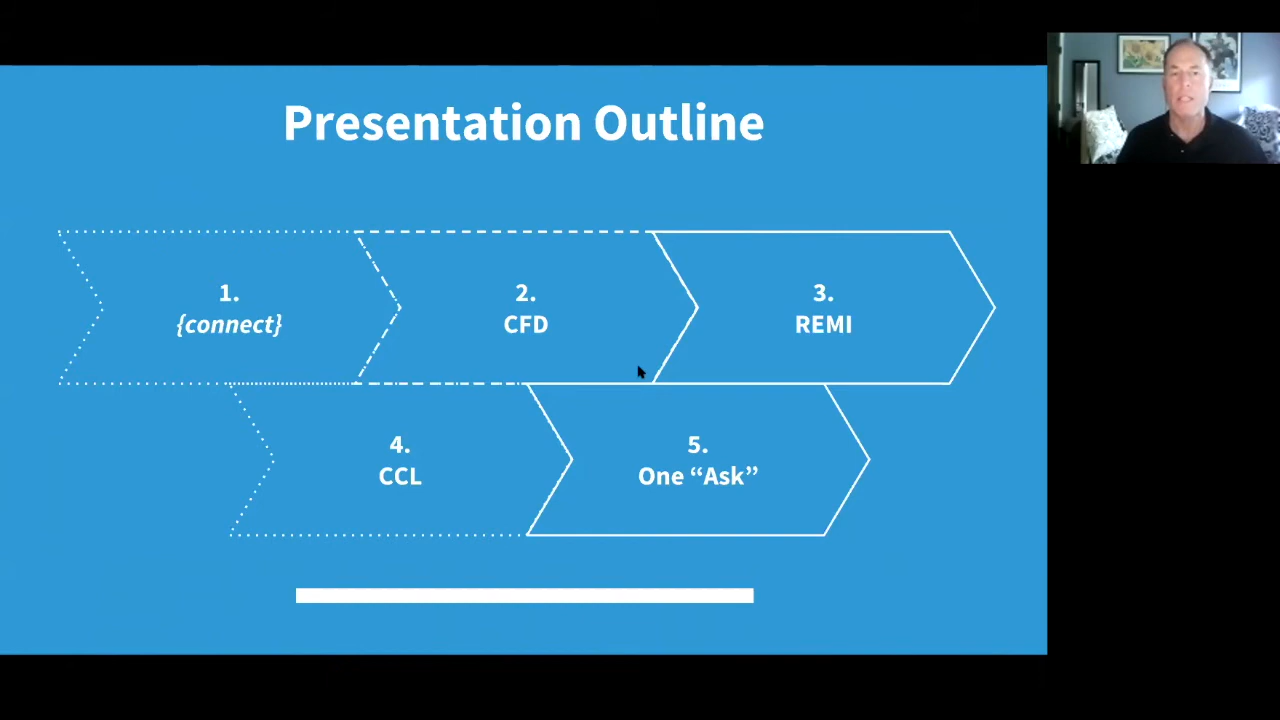 Presentation Outline
1.
{connect}
2.
CFD
3.
REMI
4.
CCL
5.
One “Ask”